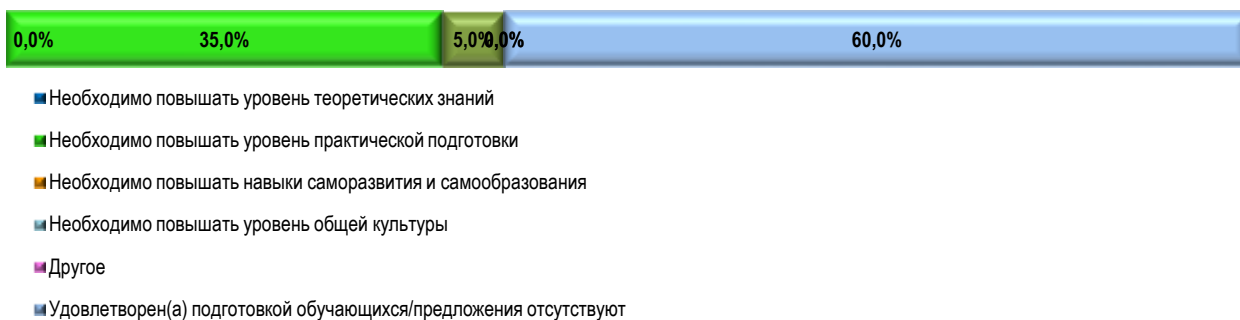 0,0% 35,0% 5,0% 0,0% 60,0%
Необходимо повышать уровень теоретических знаний
Необходимо повышать уровень практической подготовки
Необходимо повышать навыки саморазвития и самообразования
Необходимо повышать уровень общей культуры
Другое
Удовлетворен(а) подготовкой обучающихся/предложения отсутствуют